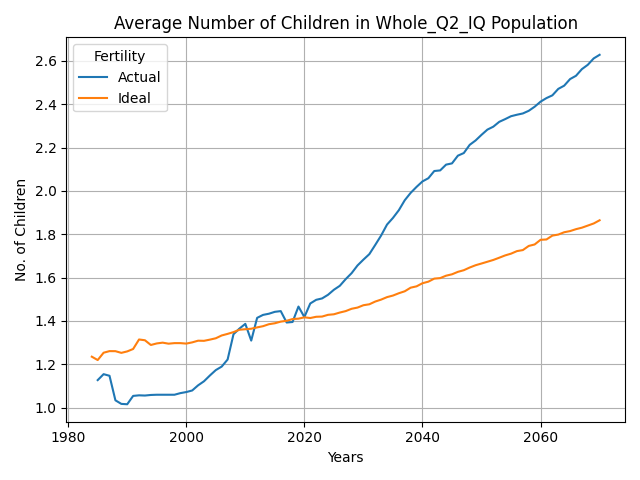 Average Number of Children in Whole_Q2_IQ Population
Fertility
Actual
Ideal
No. of Children
2.6
2.4
2.2
2.0
1.8
1.6
1.4
1.2
1.0
1980 2000 2020 2040 2060
Years